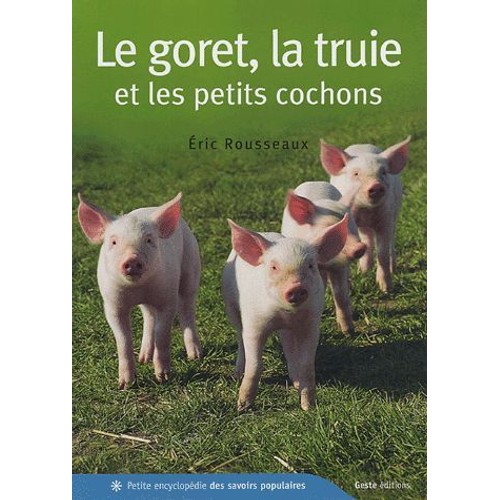 Le goret, la truie
et les petits cochons
Éric Rousseaux
Petite encyclopédie des savoirs populaires
Geste éditions